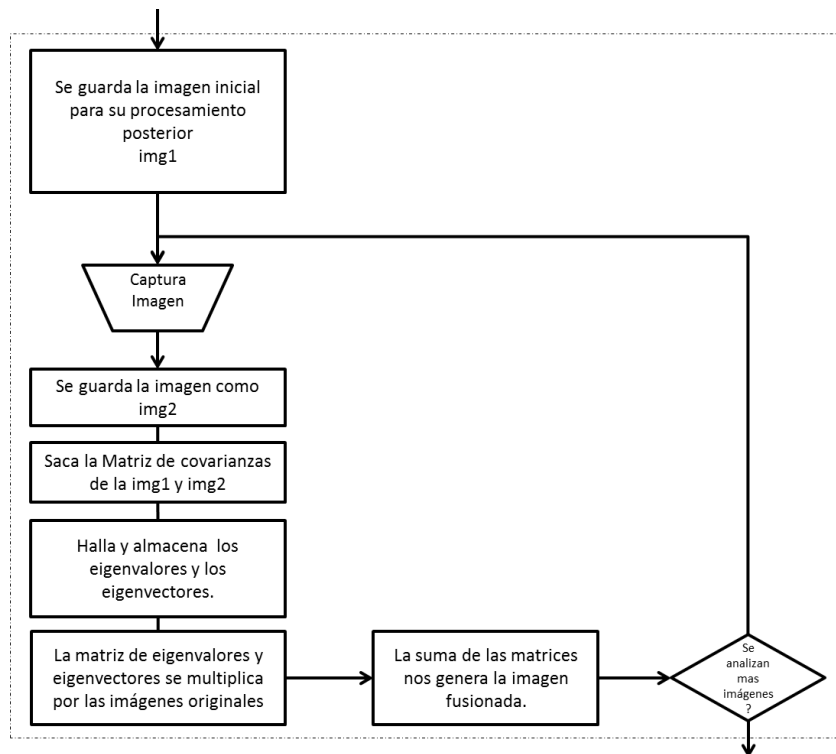 Se guarda la imagen inicial
para su procesamiento
posterior
img1
Captura
Imagen
Se guarda la imagen como
img2
Saca la Matriz de covarianzas
de la img1 y img2
Halla y almacena los
eigenvalores y los
eigenvectores.
La matriz de eigenvalores y
eigenvectores se multiplica
por las imágenes originales
La suma de las matrices
nos genera la imagen
fusionada.
Se
analizan
mas
imágenes
?